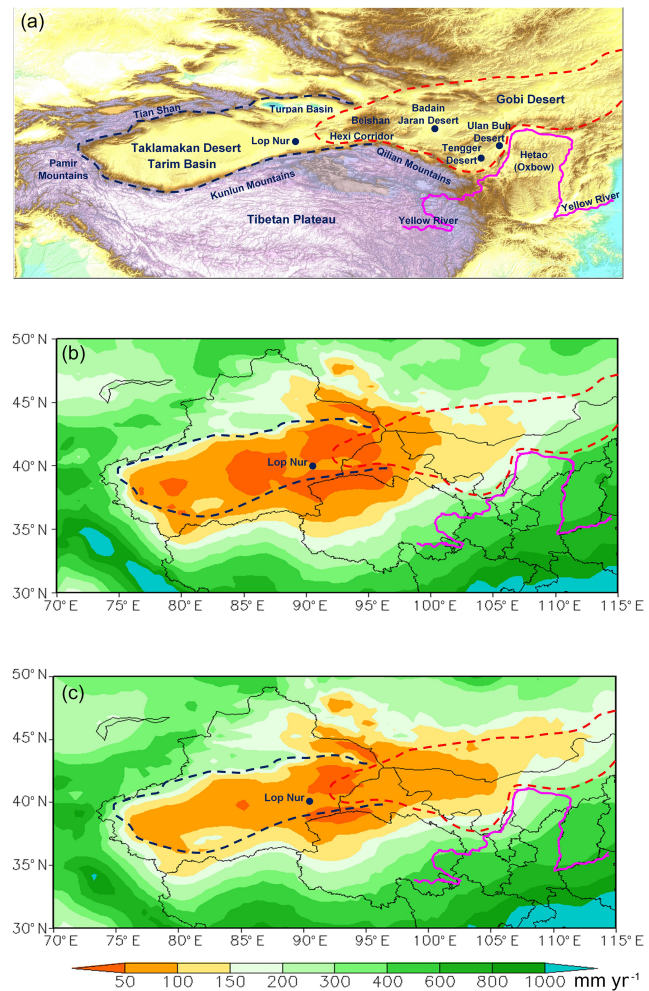 (a)
Gobi Desert
Tian Shan
Turpan Basin
Badain
Jaran Desert
Beishan
Hexi Corridor
Ulan Buh
Desert
Taklamakan Desert
Tarim Basin
Lop Nur
Tengger
Desert
Hetao
(Oxbow)
Pamir
Mountains
Qilian Mountains
Kunlun Mountains
Tibetan Plateau
Yellow River
Yellow River
(b)
50°N
45°N
40°N
35°N
30°N
Lop Nur
70°E 75°E 80°E 85°E 90°E 95°E 100°E 105°E 110°E 115°E
(c)
50°N
45°N
40°N
35°N
30°N
Lop Nur
70°E 75°E 80°E 85°E 90°E 95°E 100°E 105°E 110°E 115°E
50 100 150 200 300 400 600 800 1000 mm yr⁻¹